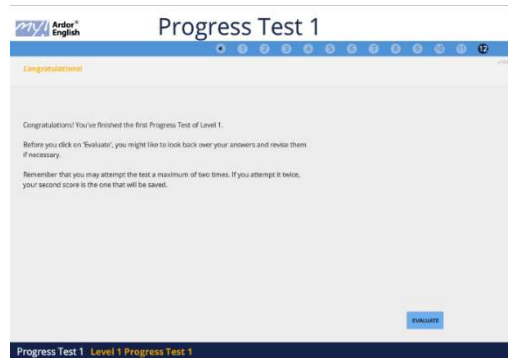 my Ardor*
English
Progress Test 1
1 2 3 4 5 6 7 8 9 10 11 12
Congratulations!
Congratulations! You've finished the first Progress Test of Level 1.
Before you click on 'Evaluate', you might like to look back over your answers and revise them
if necessary.
Remember that you may attempt the test a maximum of two times. If you attempt it twice,
your second score is the one that will be saved.
EVALUATE
Progress Test 1 Level 1 Progress Test 1